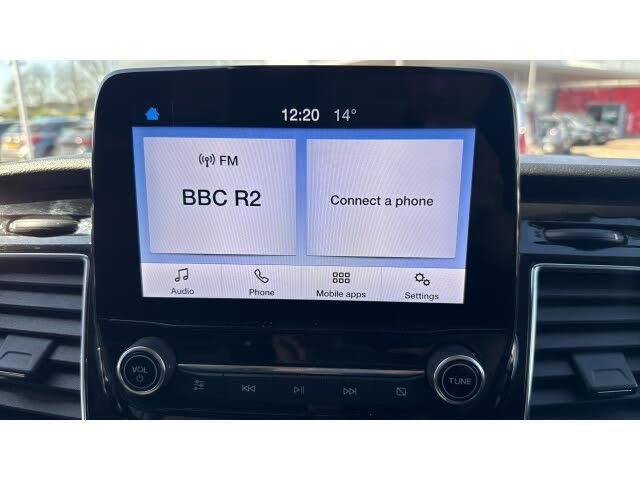 12:20 14°
FM
BBC R2
Connect a phone
Audio Phone Mobile apps Settings
VOL
TUNE